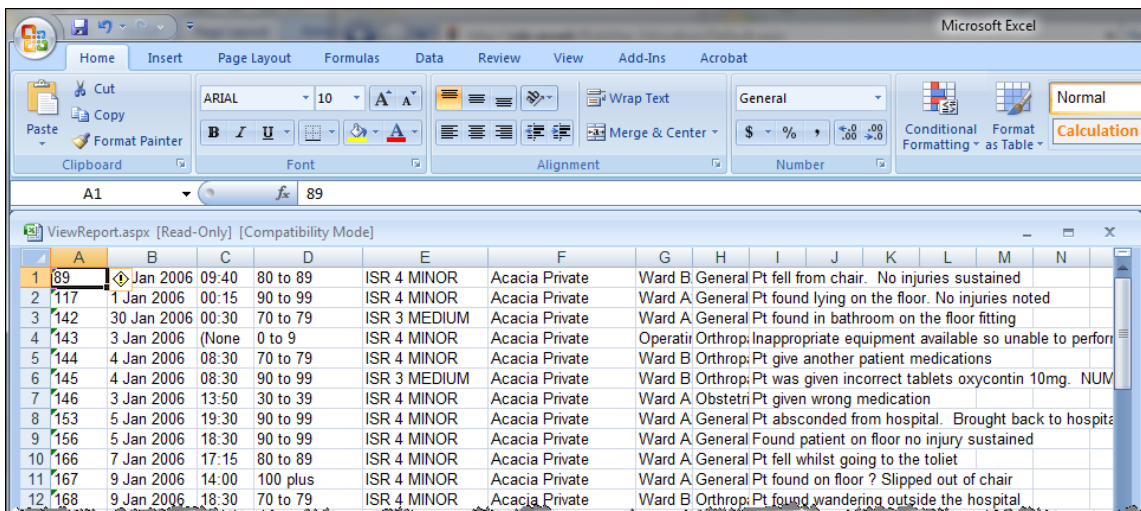 Microsoft Excel
Home Insert Page Layout Formulas Data Review View Add-Ins Acrobat
Cut
Copy
Format Painter
Paste
ARIAL 10 A A
B I U A
Wrap Text
Merge & Center
General
$ % , .0 .00 .00 .0
Conditional Formatting
Format as Table
Normal
Calculation
Clipboard Font Alignment Number
A1 fx 89
ViewReport.aspx [Read-Only] [Compatibility Mode]
A B C D E F G H I J K L M N
1 89 Jan 2006 09:40 80 to 89 ISR 4 MINOR Acacia Private Ward B General Pt fell from chair. No injuries sustained
2 117 1 Jan 2006 00:15 90 to 99 ISR 4 MINOR Acacia Private Ward A General Pt found lying on the floor. No injuries noted
3 142 30 Jan 2006 00:30 70 to 79 ISR 3 MEDIUM Acacia Private Ward A General Pt found in bathroom on the floor fitting
4 143 3 Jan 2006 (None 0 to 9 ISR 4 MINOR Acacia Private Operatin Orthop Inappropriate equipment available so unable to perforr
5 144 4 Jan 2006 08:30 70 to 79 ISR 4 MINOR Acacia Private Ward B Orthop Pt give another patient medications
6 145 4 Jan 2006 08:30 90 to 99 ISR 3 MEDIUM Acacia Private Ward B Orthop Pt was given incorrect tablets oxycontin 10mg. NUM
7 146 3 Jan 2006 13:50 30 to 39 ISR 4 MINOR Acacia Private Ward A Obstetri Pt given wrong medication
8 153 5 Jan 2006 19:30 90 to 99 ISR 4 MINOR Acacia Private Ward A General Pt absconded from hospital. Brought back to hospita
9 156 5 Jan 2006 18:30 90 to 99 ISR 4 MINOR Acacia Private Ward A General Found patient on floor no injury sustained
10 166 7 Jan 2006 17:15 80 to 89 ISR 4 MINOR Acacia Private Ward A General Pt fell whilst going to the toliet
11 167 9 Jan 2006 14:00 100 plus ISR 4 MINOR Acacia Private Ward A General Pt found on floor ? Slipped out of chair
12 168 9 Jan 2006 18:30 70 to 79 ISR 4 MINOR Acacia Private Ward B Orthop Pt found wandering outside the hospital